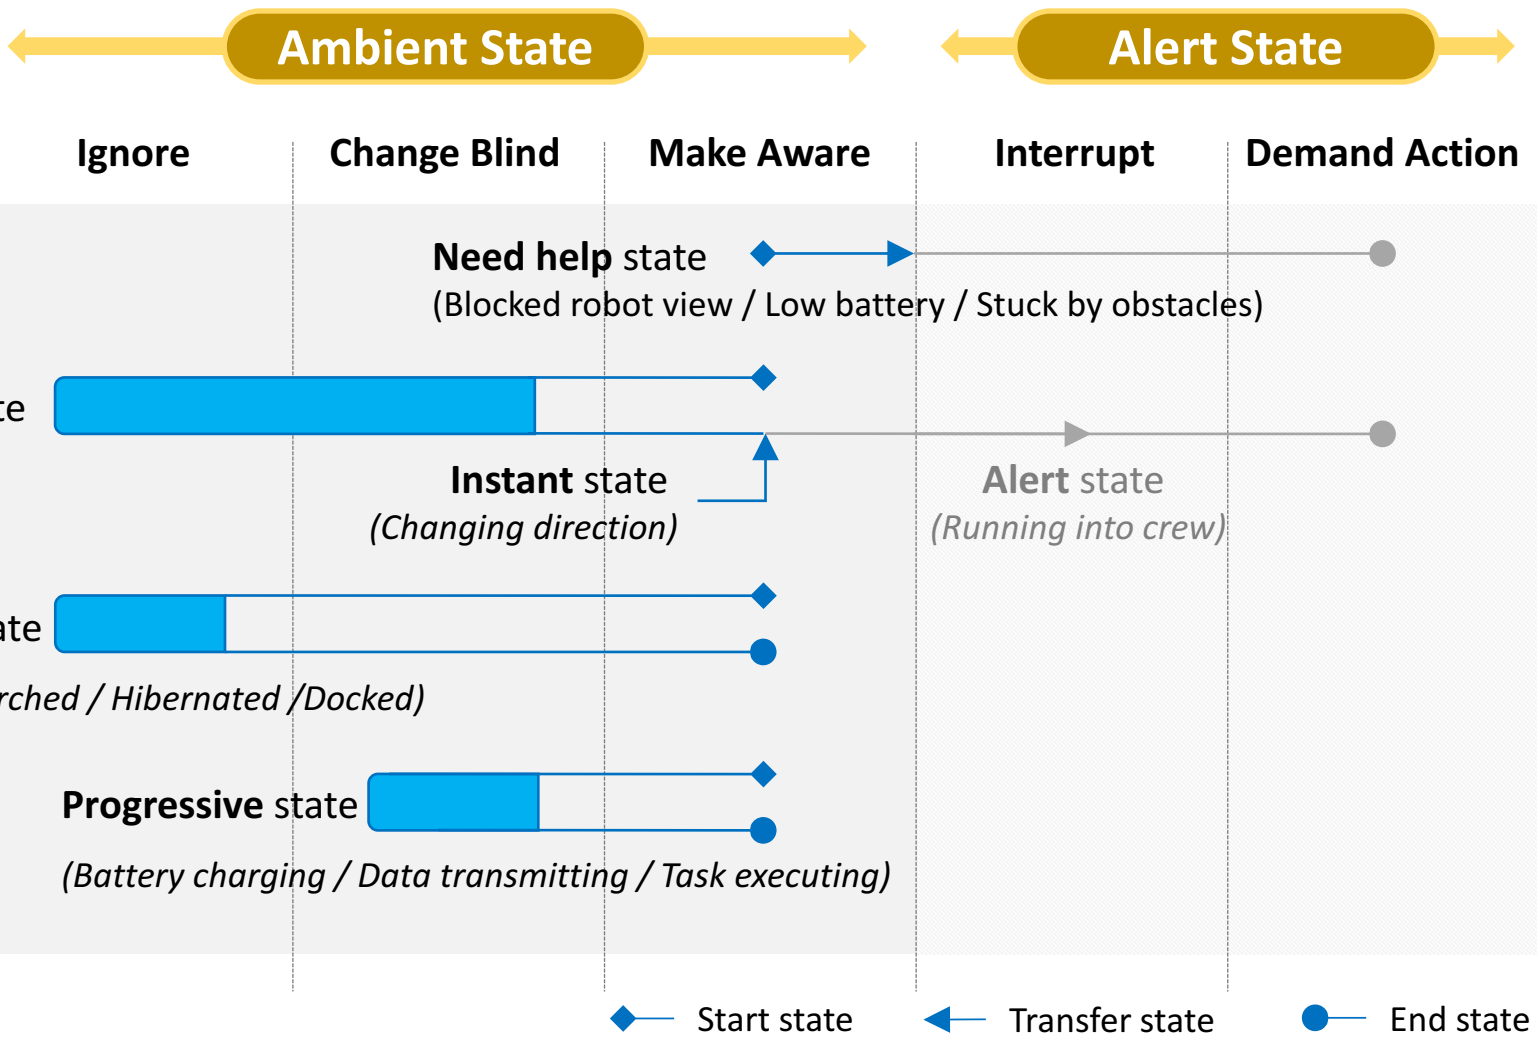 Ambient State
Alert State
Ignore
Change Blind
Make Aware
Interrupt
Demand Action
Need help state
(Blocked robot view / Low battery / Stuck by obstacles)
Instant state
(Changing direction)
Alert state
(Running into crew)
/ Hibernated /Docked)
Progressive state
(Battery charging / Data transmitting / Task executing)
Start state
Transfer state
End state